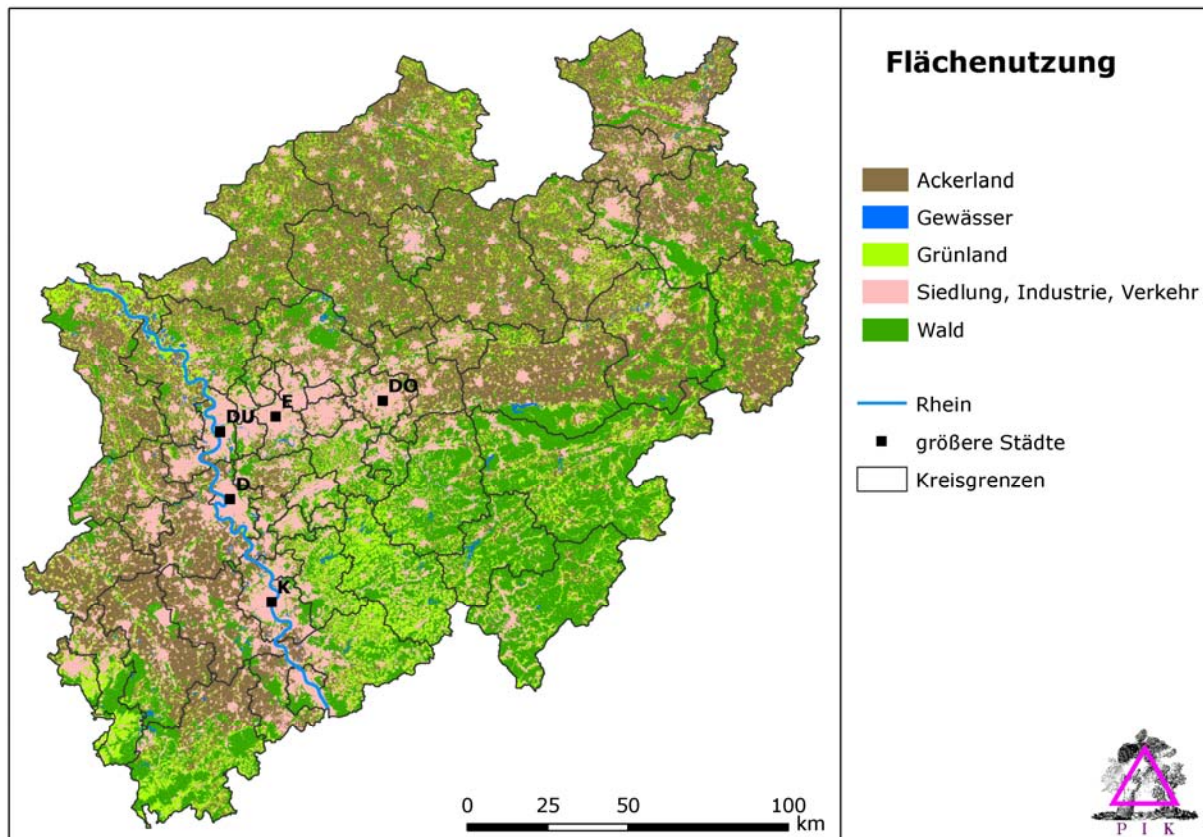 Flächenutzung
Ackerland
Gewässer
Grünland
Siedlung, Industrie, Verkehr
Wald
Rhein
größere Städte
Kreisgrenzen
DO
E
DU
D
K
0 25 50 100
km
P I K